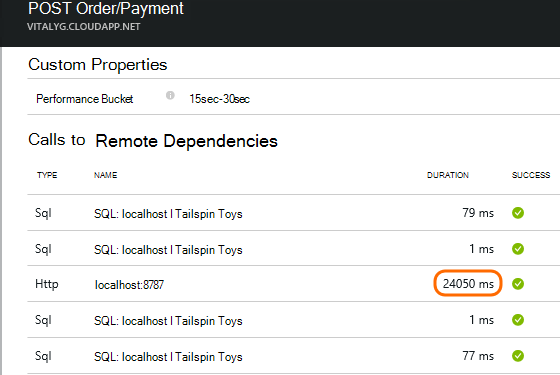 POST Order/Payment
VITALYG.CLOUDAPP.NET
Custom Properties
Performance Bucket 15sec-30sec
Calls to Remote Dependencies
TYPE NAME DURATION SUCCESS
Sql SQL: localhost | Tailspin Toys 79 ms
Sql SQL: localhost | Tailspin Toys 1 ms
Http localhost:8787 24050 ms
Sql SQL: localhost | Tailspin Toys 1 ms
Sql SQL: localhost | Tailspin Toys 77 ms